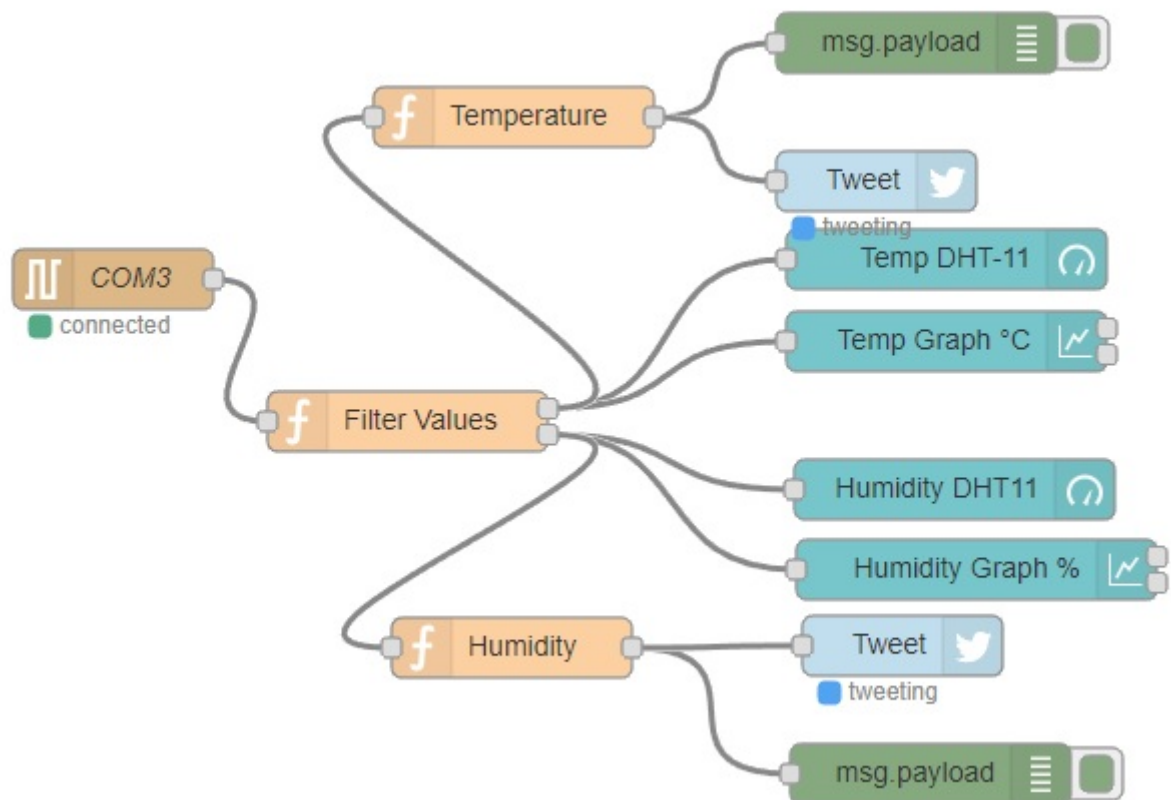 msg.payload
Temperature
Tweet
tweeting
Temp DHT-11
COM3
connected
Temp Graph °C
Filter Values
Humidity DHT11
Humidity Graph %
Humidity
Tweet
tweeting
msg.payload